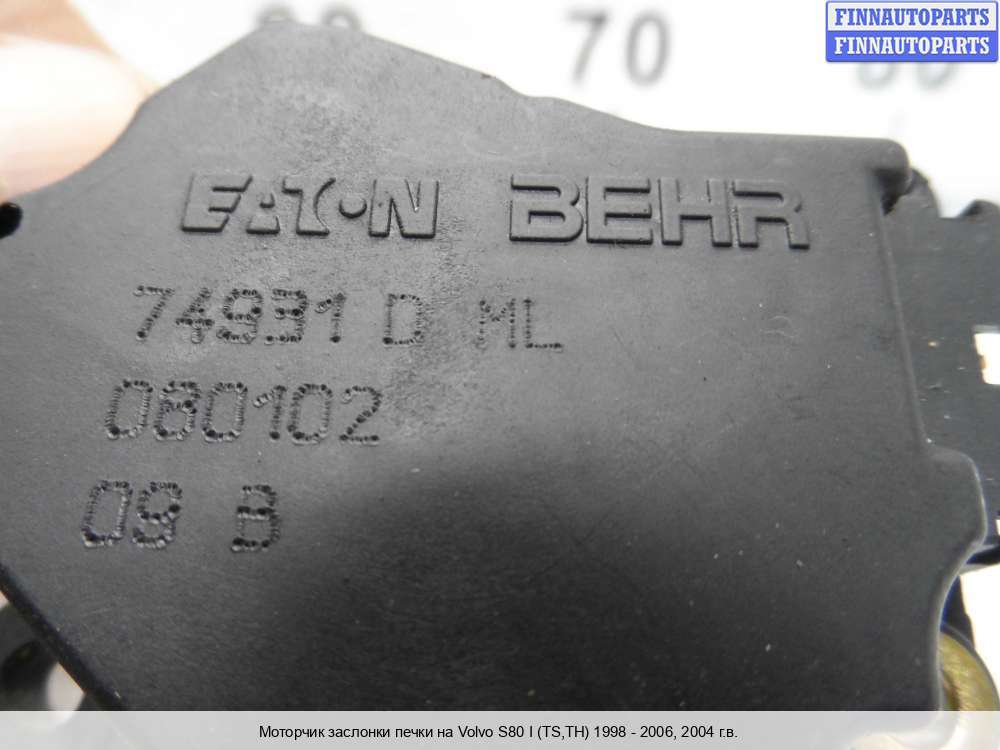 FINNAUTOPARTS
FINNAUTOPARTS
70
EATON BEHR
74931 D ML
080102
09 B
Моторчик заслонки печки на Volvo S80 I (TS,TH) 1998 - 2006, 2004 г.в.